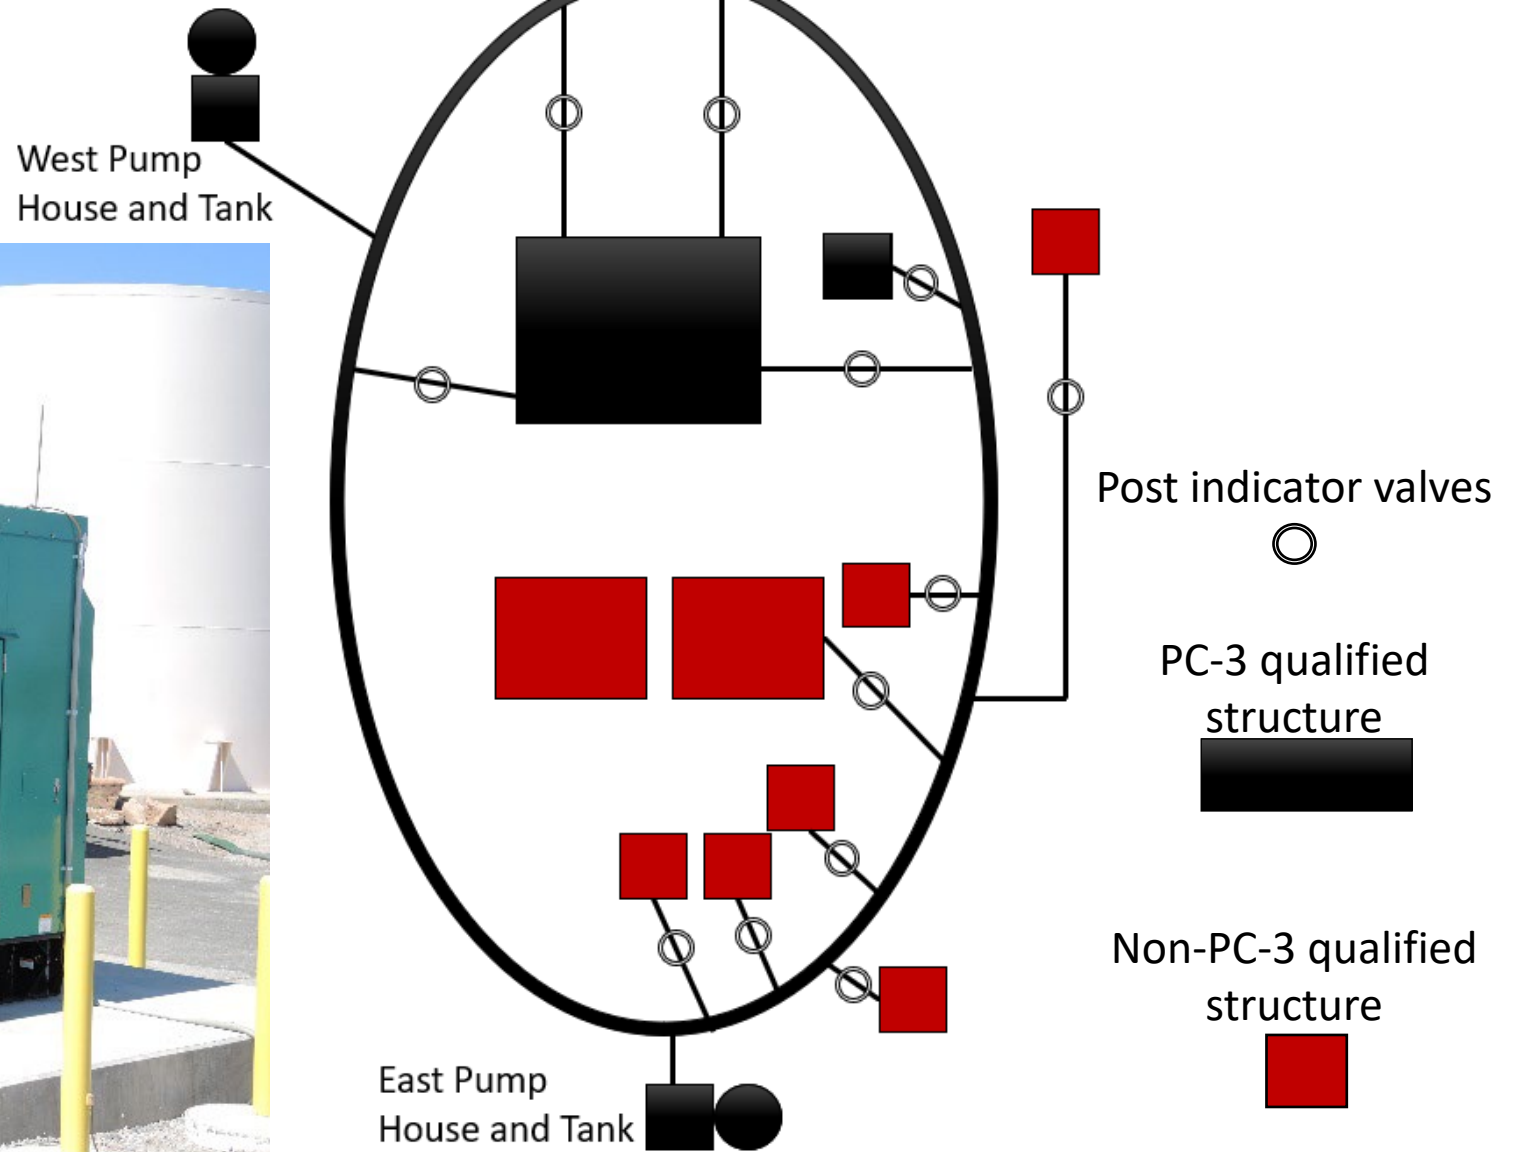 West Pump
House and Tank
Post indicator valves
PC-3 qualified
structure
Non-PC-3 qualified
structure
East Pump
House and Tank